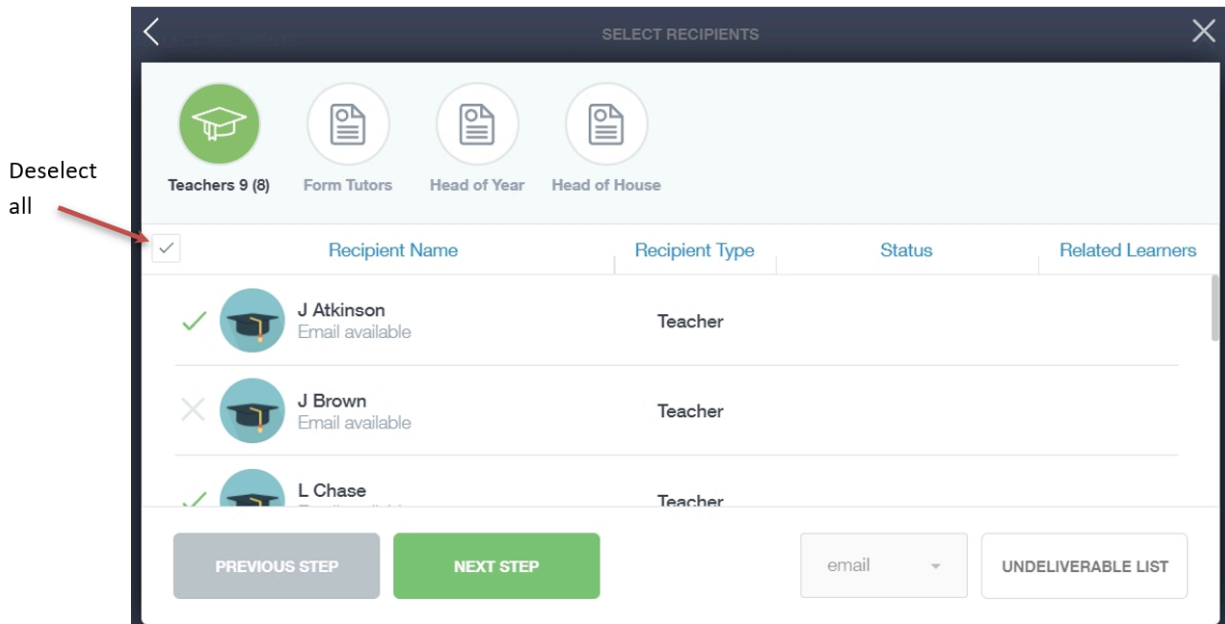 SELECT RECIPIENTS
Teachers 9 (8)
Form Tutors
Head of Year
Head of House
Deselect
all
Recipient Name
Recipient Type
Status
Related Learners
J Atkinson
Email available
Teacher
J Brown
Email available
Teacher
L Chase
Teacher
PREVIOUS STEP
NEXT STEP
email
UNDELIVERABLE LIST